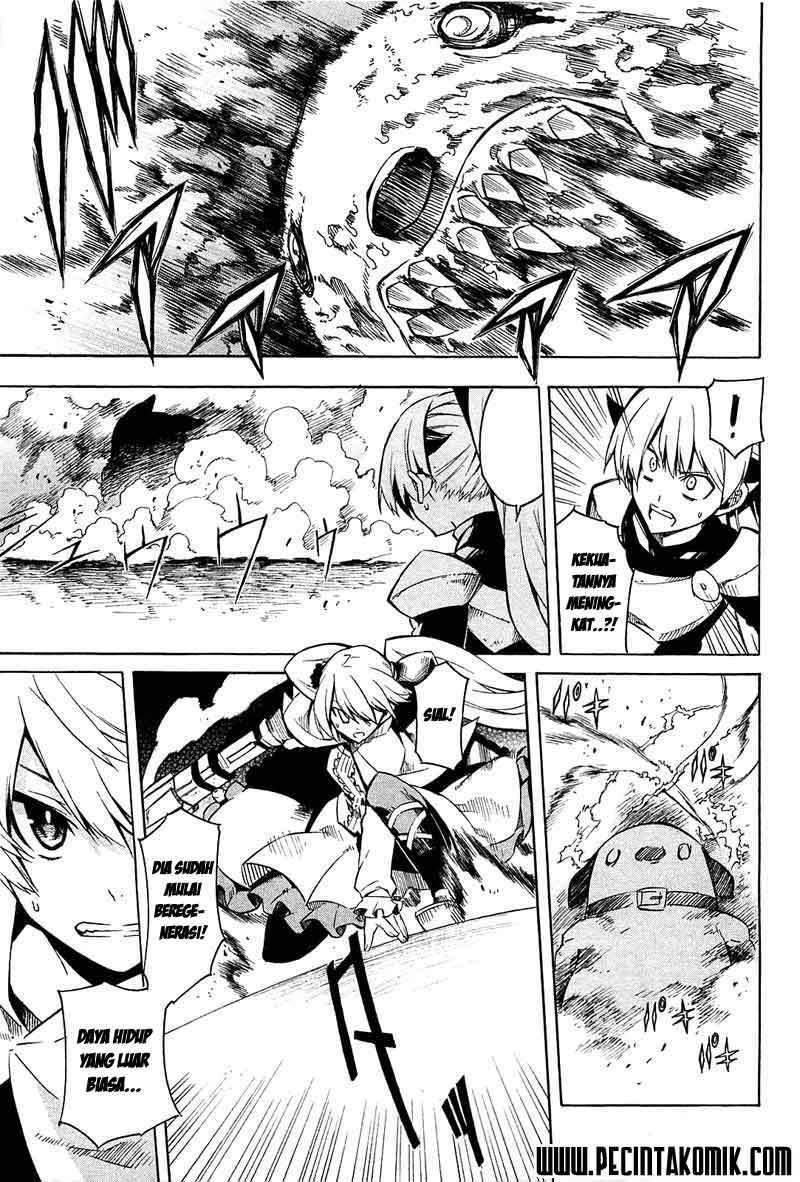 !
KEKUA-
TANNYA
MENING-
KAT..?!
SIAL!
DIA SUDAH
MULAI
BEREGE-
NERASI!
DAYA HIDUP
YANG LUAR
BIASA...
WWW.PECINTAKOMIK.COM